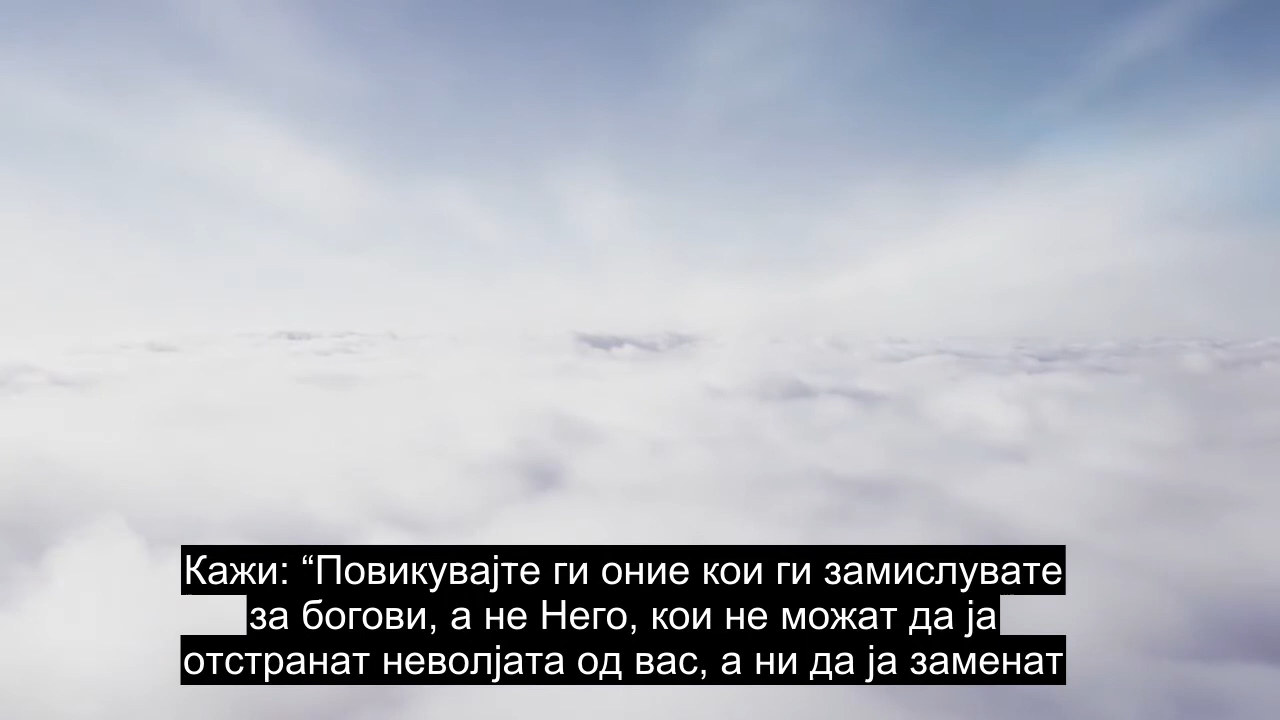 Кажи: “Повикувајте ги оние кои ги замислувате
за богови, а не Него, кои не можат да ја
отстранат неволјата од вас, а ни да ја заменат